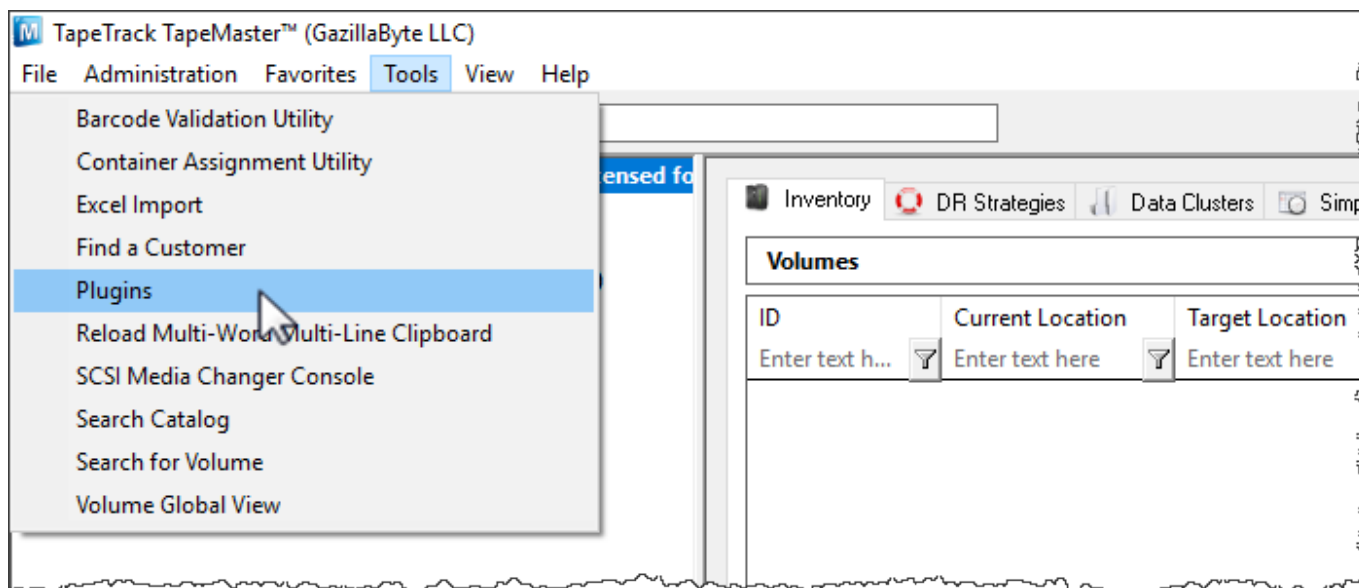 TapeTrack TapeMaster™ (GazillaByte LLC)
File Administration Favorites Tools View Help
Barcode Validation Utility
Container Assignment Utility
Excel Import
Find a Customer
Plugins
Reload Multi-Word Multi-Line Clipboard
SCSI Media Changer Console
Search Catalog
Search for Volume
Volume Global View
ensed fo
Inventory DR Strategies Data Clusters Simp
Volumes
ID Current Location Target Location
Enter text h... Enter text here Enter text here